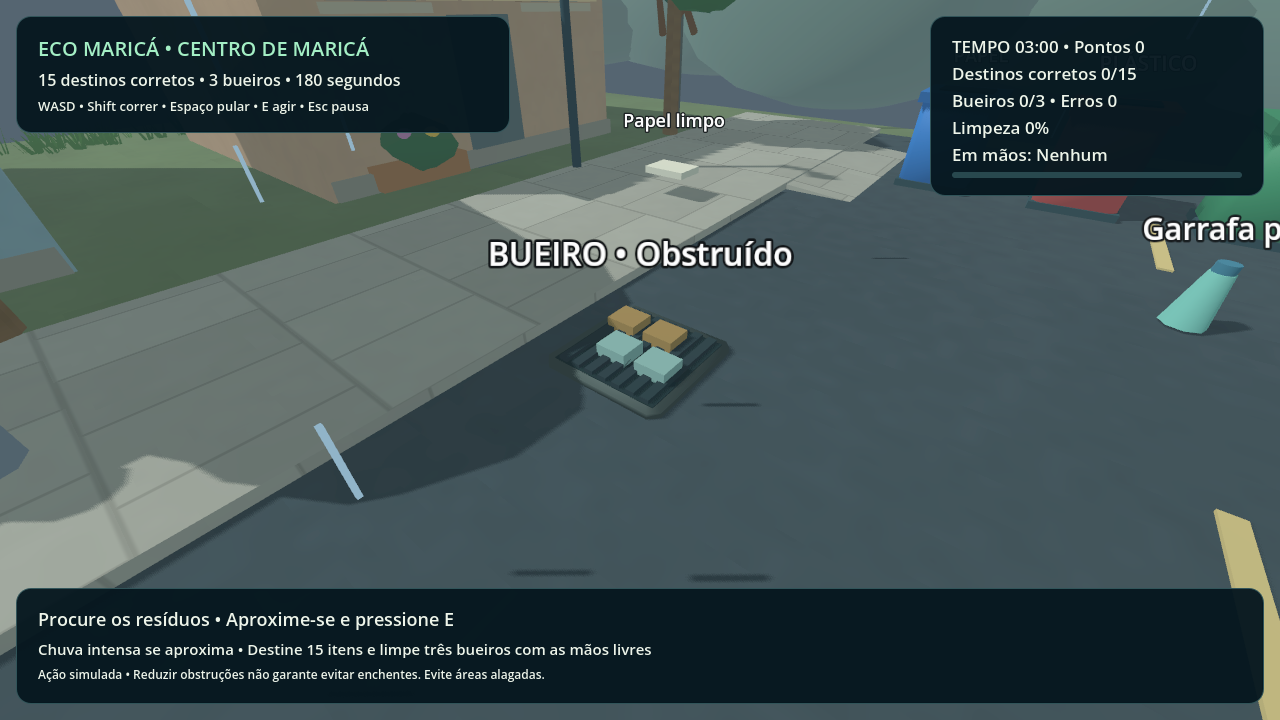 ECO MARICÁ • CENTRO DE MARICÁ
15 destinos corretos • 3 bueiros • 180 segundos
WASD • Shift correr • Espaço pular • E agir • Esc pausa
TEMPO 03:00 • Pontos 0
Destinos corretos 0/15
Bueiros 0/3 • Erros 0
Limpeza 0%
Em mãos: Nenhum
PLÁSTICO
Papel limpo
Garrafa p
BUEIRO • Obstruído
Procure os resíduos • Aproxime-se e pressione E
Chuva intensa se aproxima • Destine 15 itens e limpe três bueiros com as mãos livres
Ação simulada • Reduzir obstruções não garante evitar enchentes. Evite áreas alagadas.